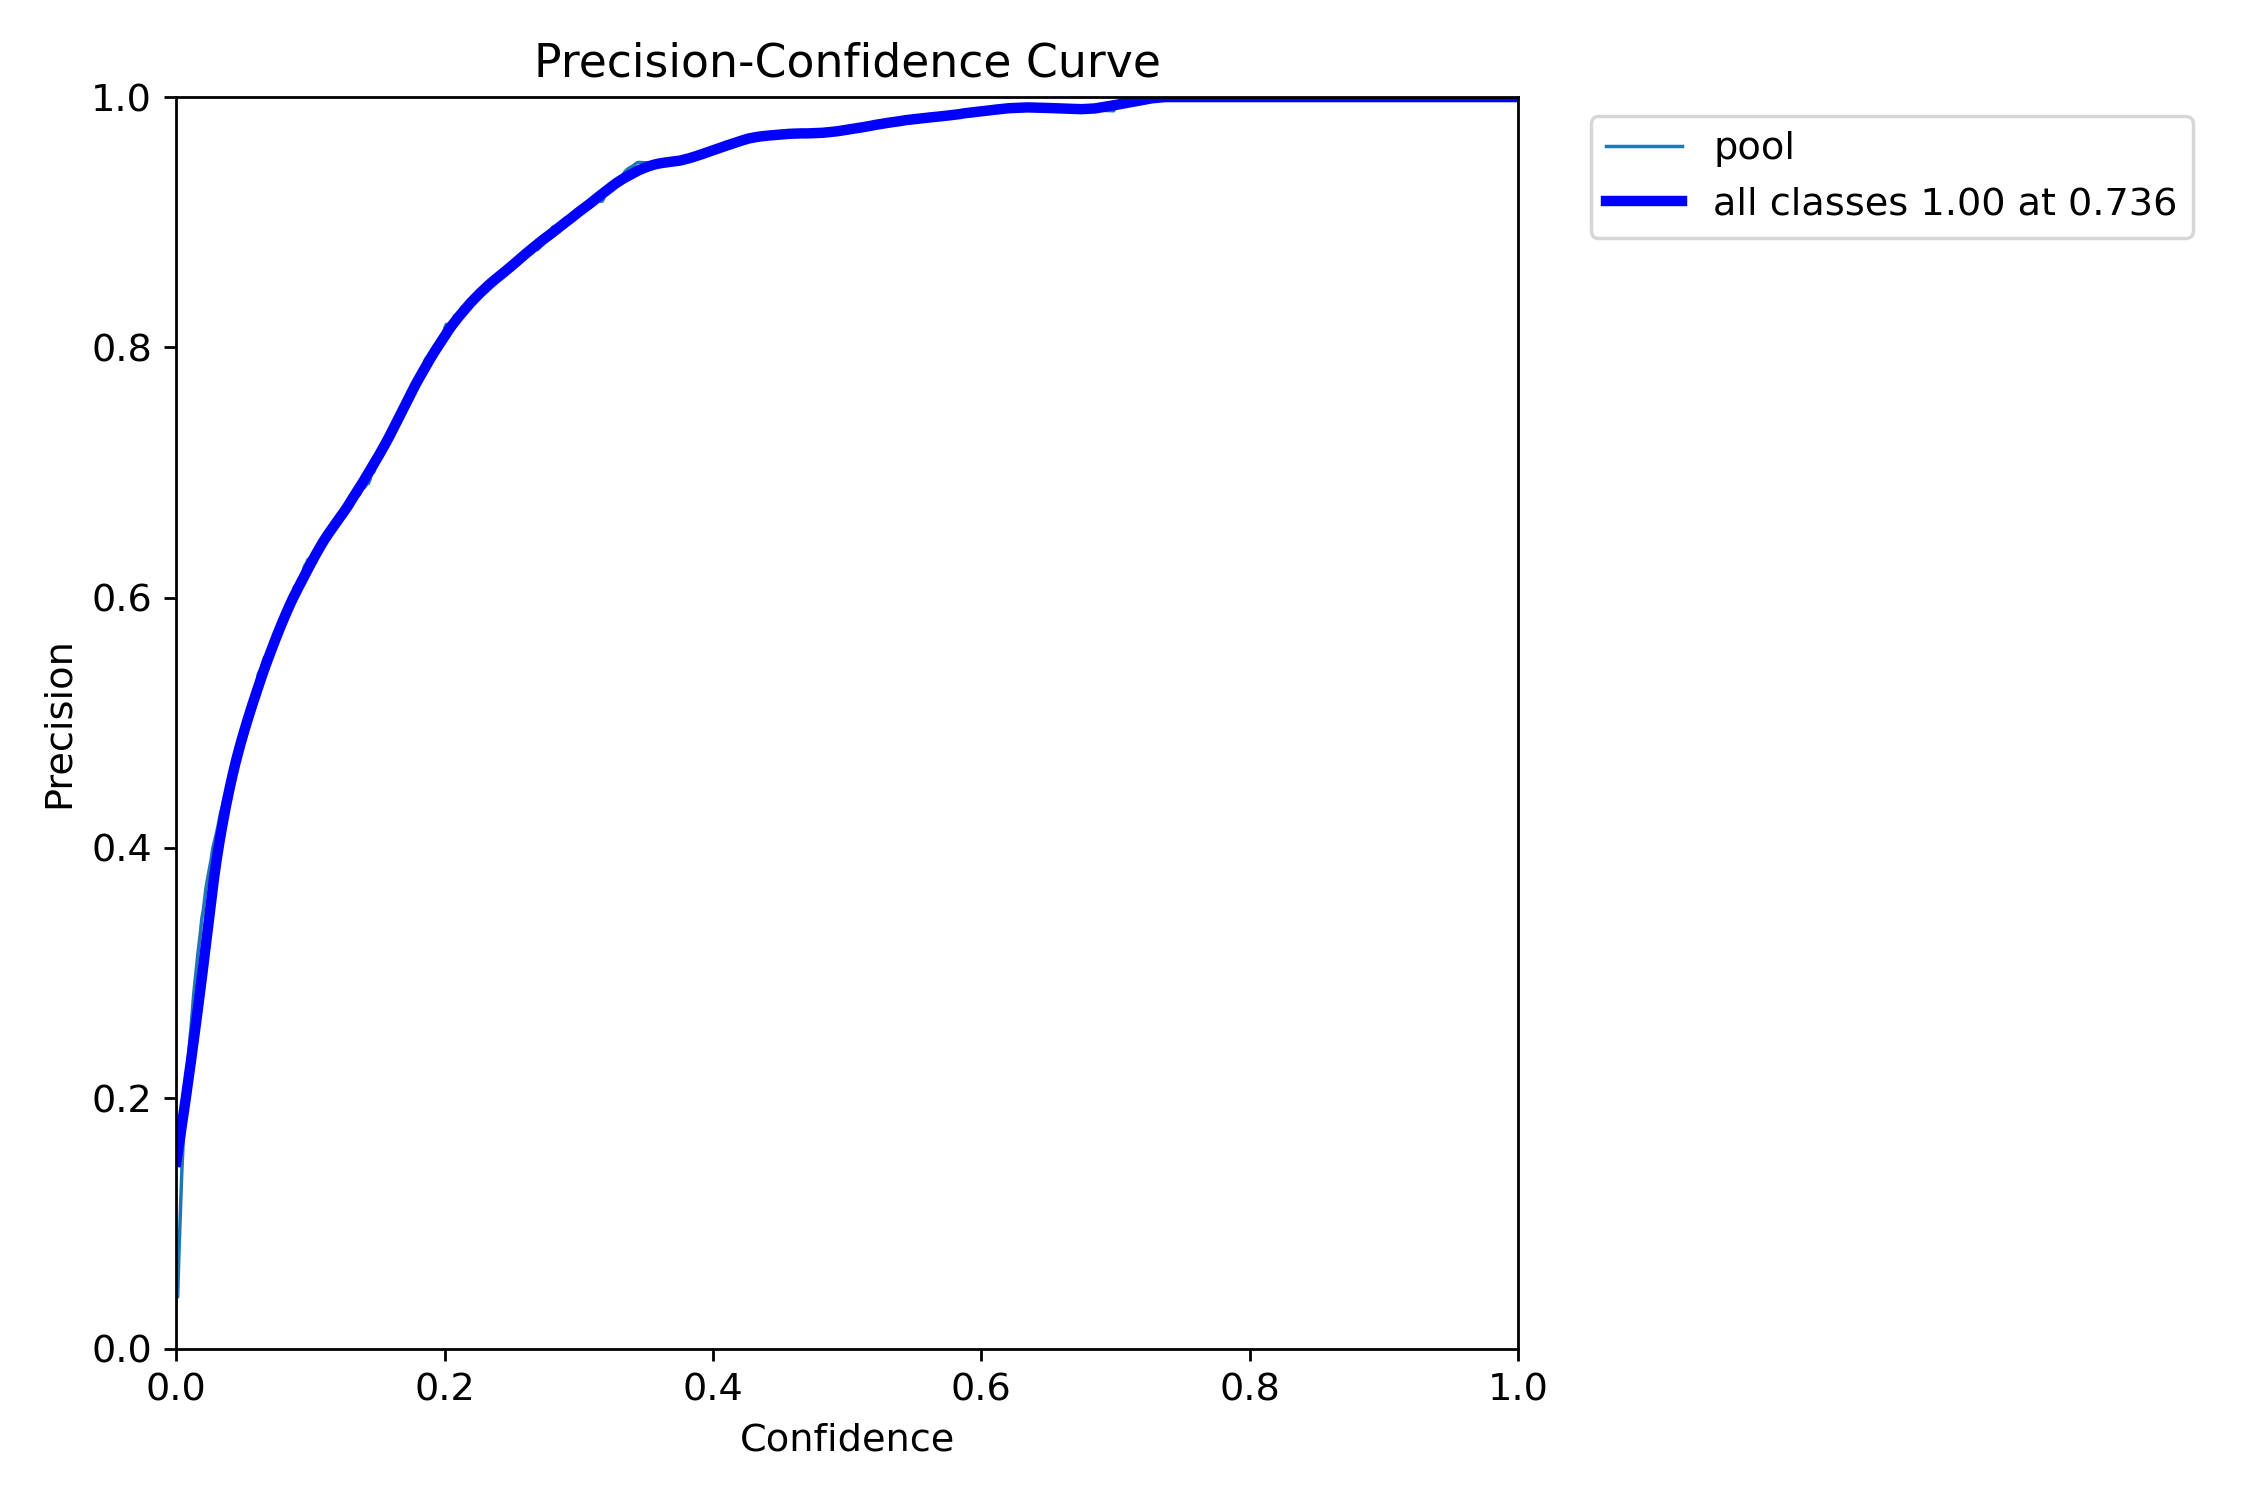 Precision-Confidence Curve
1.0
0.8
0.6
0.4
0.2
0.0
Precision
0.0 0.2 0.4 0.6 0.8 1.0
Confidence
pool
all classes 1.00 at 0.736